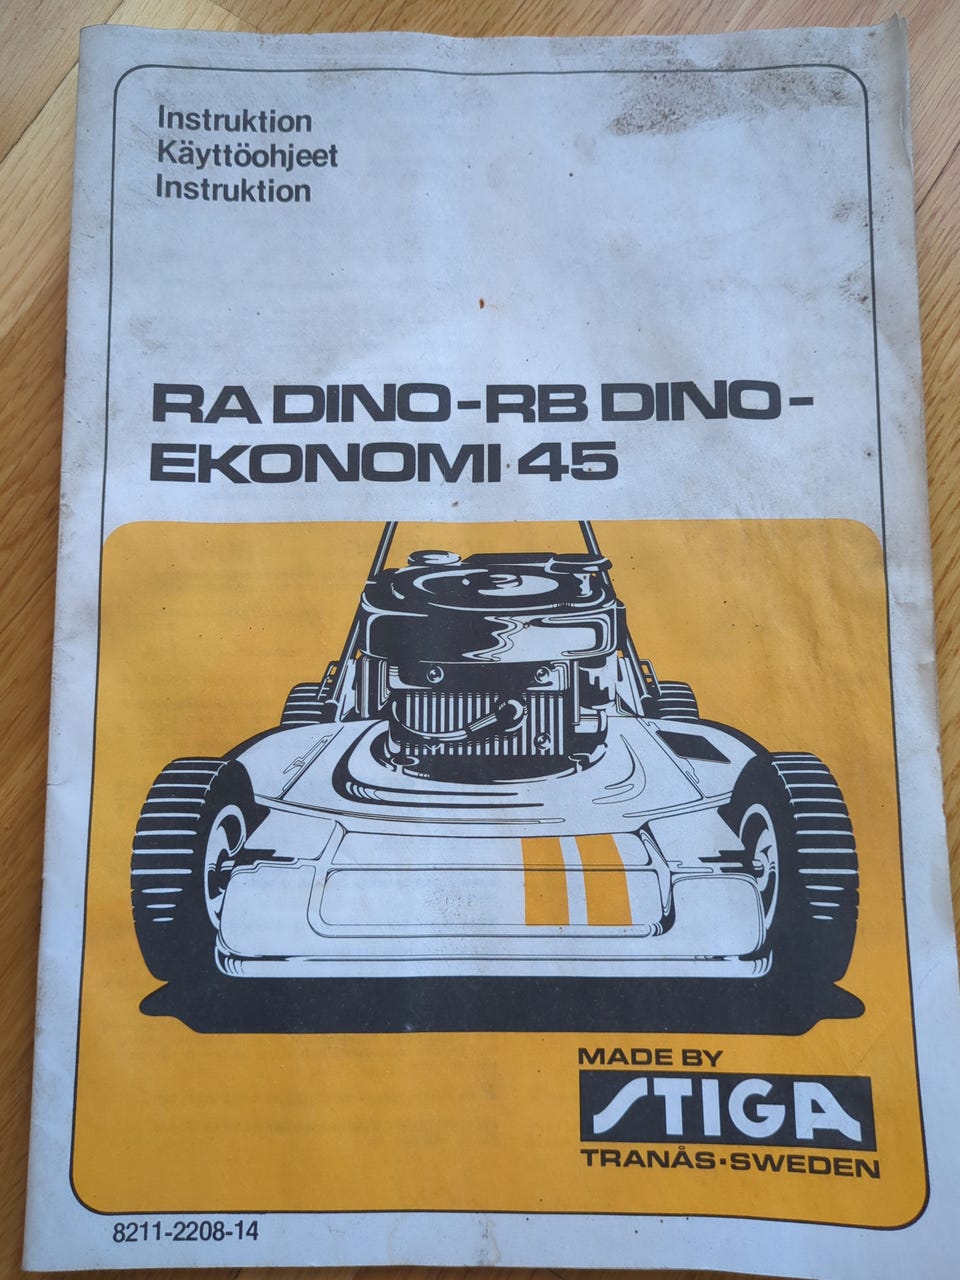 Instruktion
Käyttöohjeet
Instruktion
RA DINO-RB DINO-
EKONOMI 45
MADE BY
STIGA
TRANÅS·SWEDEN
8211-2208-14